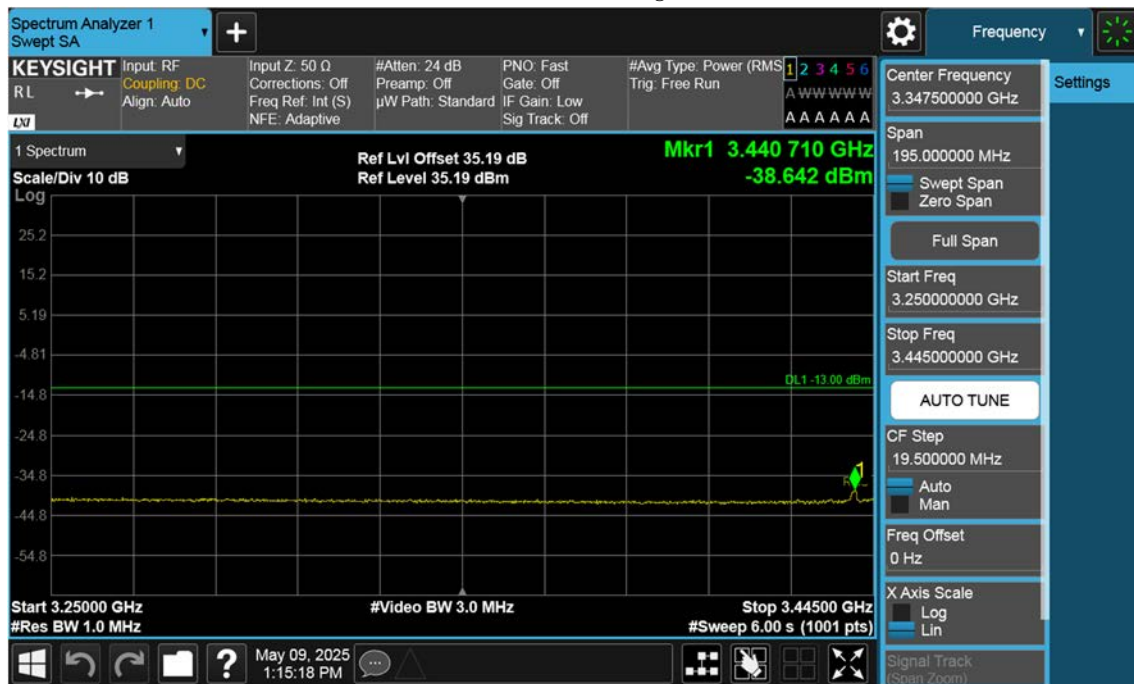 Spectrum Analyzer 1
Swept SA
+
Frequency
KEYSIGHT
RL
LXI
Input: RF
Coupling: DC
Align: Auto
Input Z: 50 Ω
Corrections: Off
Freq Ref: Int (S)
NFE: Adaptive
#Atten: 24 dB
Preamp: Off
µW Path: Standard
PNO: Fast
Gate: Off
IF Gain: Low
Sig Track: Off
#Avg Type: Power (RMS
Trig: Free Run
1 2 3 4 5 6
A W W W W W
A A A A A A
1 Spectrum
Scale/Div 10 dB
Log
Ref Lvl Offset 35.19 dB
Ref Level 35.19 dBm
Mkr1 3.440 710 GHz
-38.642 dBm
25.2
15.2
5.19
-4.81
-14.8
-24.8
-34.8
-44.8
-54.8
DL1 -13.00 dBm
1
Start 3.25000 GHz
#Res BW 1.0 MHz
#Video BW 3.0 MHz
Stop 3.44500 GHz
#Sweep 6.00 s (1001 pts)
?
May 09, 2025
1:15:18 PM
Center Frequency
3.347500000 GHz
Span
195.000000 MHz
Swept Span
Zero Span
Full Span
Start Freq
3.250000000 GHz
Stop Freq
3.445000000 GHz
AUTO TUNE
CF Step
19.500000 MHz
Auto
Man
Freq Offset
0 Hz
X Axis Scale
Log
Lin
Signal Track
(Span Zoom)
Settings